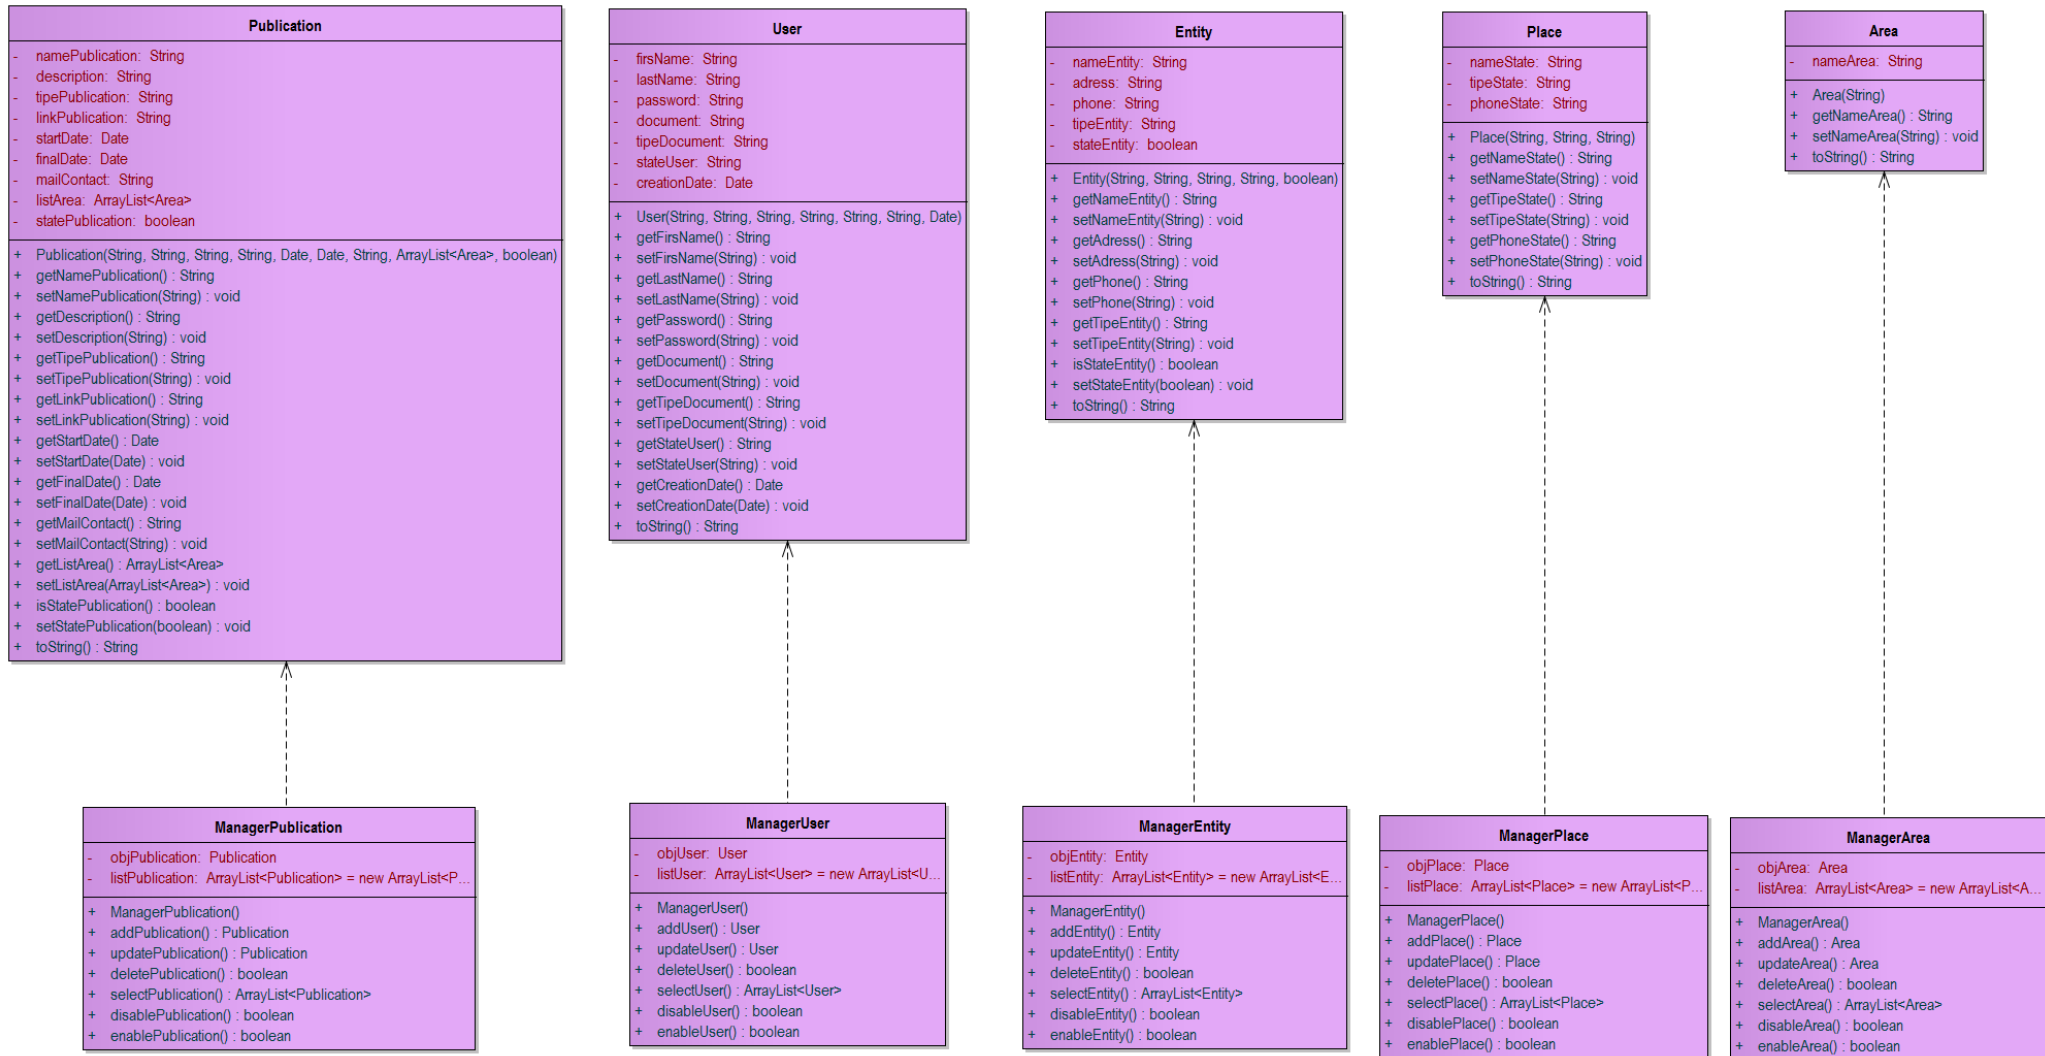 Publication
- namePublication: String
- description: String
- tipePublication: String
- linkPublication: String
- startDate: Date
- finalDate: Date
- mailContact: String
- listArea: ArrayList<Area>
- statePublication: boolean
+ Publication(String, String, String, String, Date, Date, String, ArrayList<Area>, boolean)
+ getNamePublication() : String
+ setNamePublication(String) : void
+ getDescription() : String
+ setDescription(String) : void
+ getTipePublication() : String
+ setTipePublication(String) : void
+ getLinkPublication() : String
+ setLinkPublication(String) : void
+ getStartDate() : Date
+ setStartDate(Date) : void
+ getFinalDate() : Date
+ setFinalDate(Date) : void
+ getMailContact() : String
+ setMailContact(String) : void
+ getListArea() : ArrayList<Area>
+ setListArea(ArrayList<Area>) : void
+ isStatePublication() : boolean
+ setStatePublication(boolean) : void
+ toString() : String
User
- firsName: String
- lastName: String
- password: String
- document: String
- tipeDocument: String
- stateUser: String
- creationDate: Date
+ User(String, String, String, String, String, String, Date)
+ getFirsName() : String
+ setFirsName(String) : void
+ getLastName() : String
+ setLastName(String) : void
+ getPassword() : String
+ setPassword(String) : void
+ getDocument() : String
+ setDocument(String) : void
+ getTipeDocument() : String
+ setTipeDocument(String) : void
+ getStateUser() : String
+ setStateUser(String) : void
+ getCreationDate() : Date
+ setCreationDate(Date) : void
+ toString() : String
Entity
- nameEntity: String
- adress: String
- phone: String
- tipeEntity: String
- stateEntity: boolean
+ Entity(String, String, String, String, boolean)
+ getNameEntity() : String
+ setNameEntity(String) : void
+ getAdress() : String
+ setAdress(String) : void
+ getPhone() : String
+ setPhone(String) : void
+ getTipeEntity() : String
+ setTipeEntity(String) : void
+ isStateEntity() : boolean
+ setStateEntity(boolean) : void
+ toString() : String
Place
- nameState: String
- tipeState: String
- phoneState: String
+ Place(String, String, String)
+ getNameState() : String
+ setNameState(String) : void
+ getTipeState() : String
+ setTipeState(String) : void
+ getPhoneState() : String
+ setPhoneState(String) : void
+ toString() : String
Area
- nameArea: String
+ Area(String)
+ getNameArea() : String
+ setNameArea(String) : void
+ toString() : String
ManagerPublication
- objPublication: Publication
- listPublication: ArrayList<Publication> = new ArrayList<P...
+ ManagerPublication()
+ addPublication() : Publication
+ updatePublication() : Publication
+ deletePublication() : boolean
+ selectPublication() : ArrayList<Publication>
+ disablePublication() : boolean
+ enablePublication() : boolean
ManagerUser
- objUser: User
- listUser: ArrayList<User> = new ArrayList<U...
+ ManagerUser()
+ addUser() : User
+ updateUser() : User
+ deleteUser() : boolean
+ selectUser() : ArrayList<User>
+ disableUser() : boolean
+ enableUser() : boolean
ManagerEntity
- objEntity: Entity
- listEntity: ArrayList<Entity> = new ArrayList<E...
+ ManagerEntity()
+ addEntity() : Entity
+ updateEntity() : Entity
+ deleteEntity() : boolean
+ selectEntity() : ArrayList<Entity>
+ disableEntity() : boolean
+ enableEntity() : boolean
ManagerPlace
- objPlace: Place
- listPlace: ArrayList<Place> = new ArrayList<P...
+ ManagerPlace()
+ addPlace() : Place
+ updatePlace() : Place
+ deletePlace() : boolean
+ selectPlace() : ArrayList<Place>
+ disablePlace() : boolean
+ enablePlace() : boolean
ManagerArea
- objArea: Area
- listArea: ArrayList<Area> = new ArrayList<A...
+ ManagerArea()
+ addArea() : Area
+ updateArea() : Area
+ deleteArea() : boolean
+ selectArea() : ArrayList<Area>
+ disableArea() : boolean
+ enableArea() : boolean